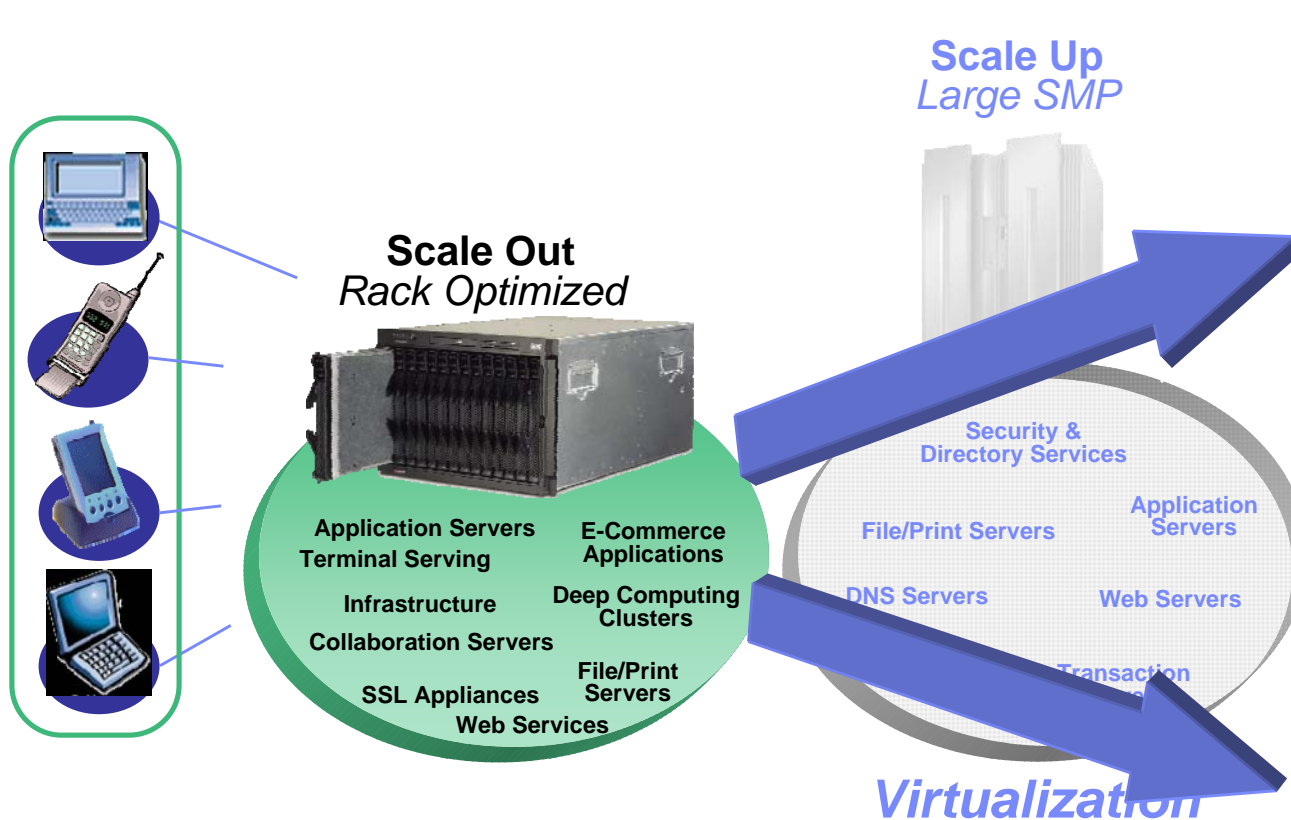 Scale Up
Large SMP
Scale Out
Rack Optimized
Security &
Directory Services
Application Servers
E-Commerce
Applications
Terminal Serving
File/Print Servers
Application
Servers
Infrastructure
Deep Computing
Clusters
DNS Servers
Web Servers
Collaboration Servers
File/Print
Servers
SSL Appliances
Web Services
Transaction
Virtualization